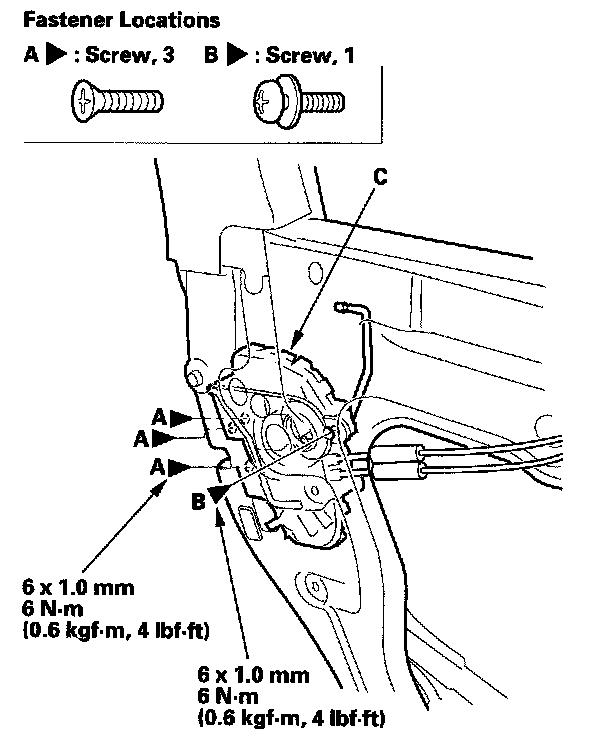 Fastener Locations
A ▶ : Screw, 3 B ▶ : Screw, 1
C
A ▶
A ▶
A ▶
B
6 x 1.0 mm
6 N·m
(0.6 kgf·m, 4 lbf·ft)
6 x 1.0 mm
6 N·m
(0.6 kgf·m, 4 lbf·ft)